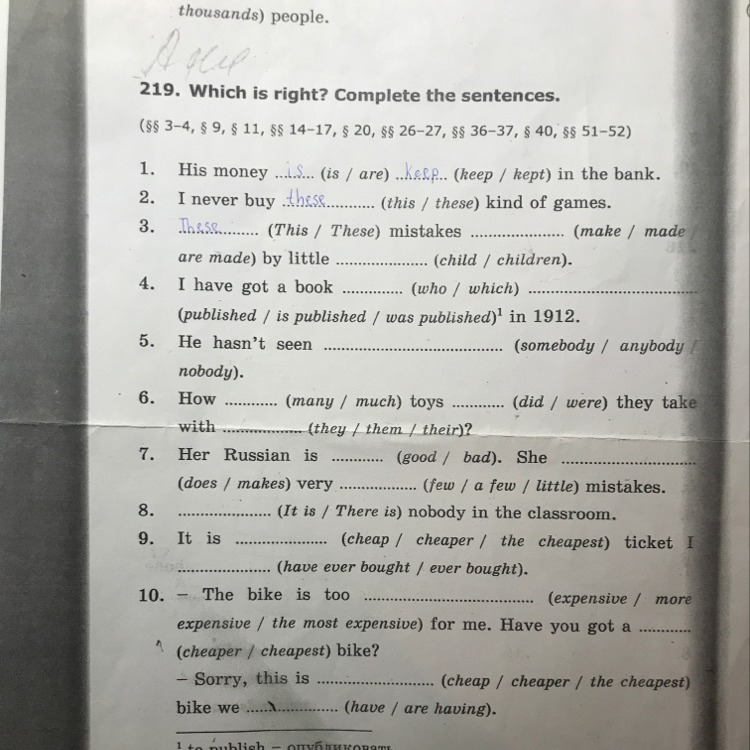 thousands) people.
219. Which is right? Complete the sentences.
(§§ 3–4, § 9, § 11, §§ 14–17, § 20, §§ 26–27, §§ 36–37, § 40, §§ 51–52)
1. His money ...is... (is / are) ..keep.. (keep / kept) in the bank.
2. I never buy .these............ (this / these) kind of games.
3. .These......... (This / These) mistakes .................... (make / made
are made) by little .................... (child / children).
4. I have got a book ............. (who / which) .....................................
(published / is published / was published)¹ in 1912.
5. He hasn't seen ....................................... (somebody / anybody /
nobody).
6. How ........... (many / much) toys ........... (did / were) they take
with ................. (they / them / their)?
7. Her Russian is ........... (good / bad). She .............................
(does / makes) very ................ (few / a few / little) mistakes.
8. .................... (It is / There is) nobody in the classroom.
9. It is .................... (cheap / cheaper / the cheapest) ticket I
.................... (have ever bought / ever bought).
10. – The bike is too ..................................... (expensive / more
expensive / the most expensive) for me. Have you got a ............
(cheaper / cheapest) bike?
– Sorry, this is .......................... (cheap / cheaper / the cheapest)
bike we .......................... (have / are having).
¹ to publish – опубликовать